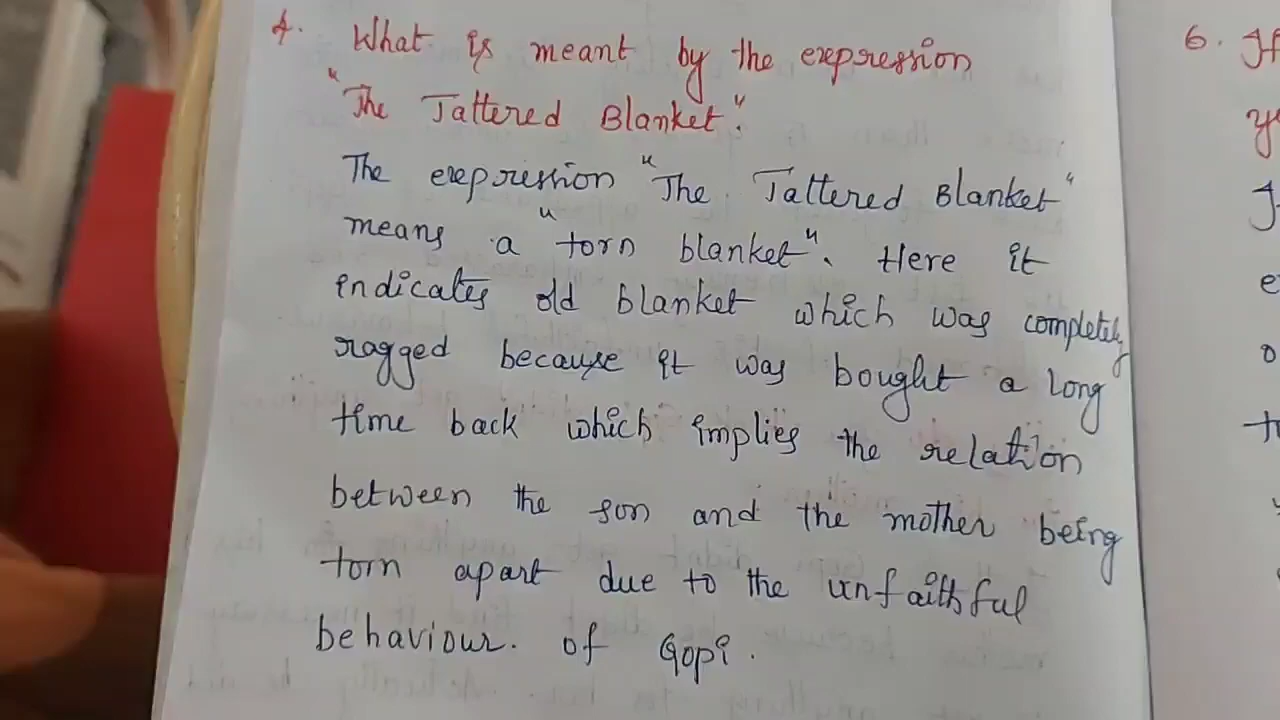 4. What is meant by the expression
"The Tattered Blanket".
The expression "The Tattered Blanket"
means a "torn blanket". Here it
indicates old blanket which was completely
ragged because it was bought a long
time back which implies the relation
between the son and the mother being
torn apart due to the unfaithful
behaviour. of Gopi.
6.